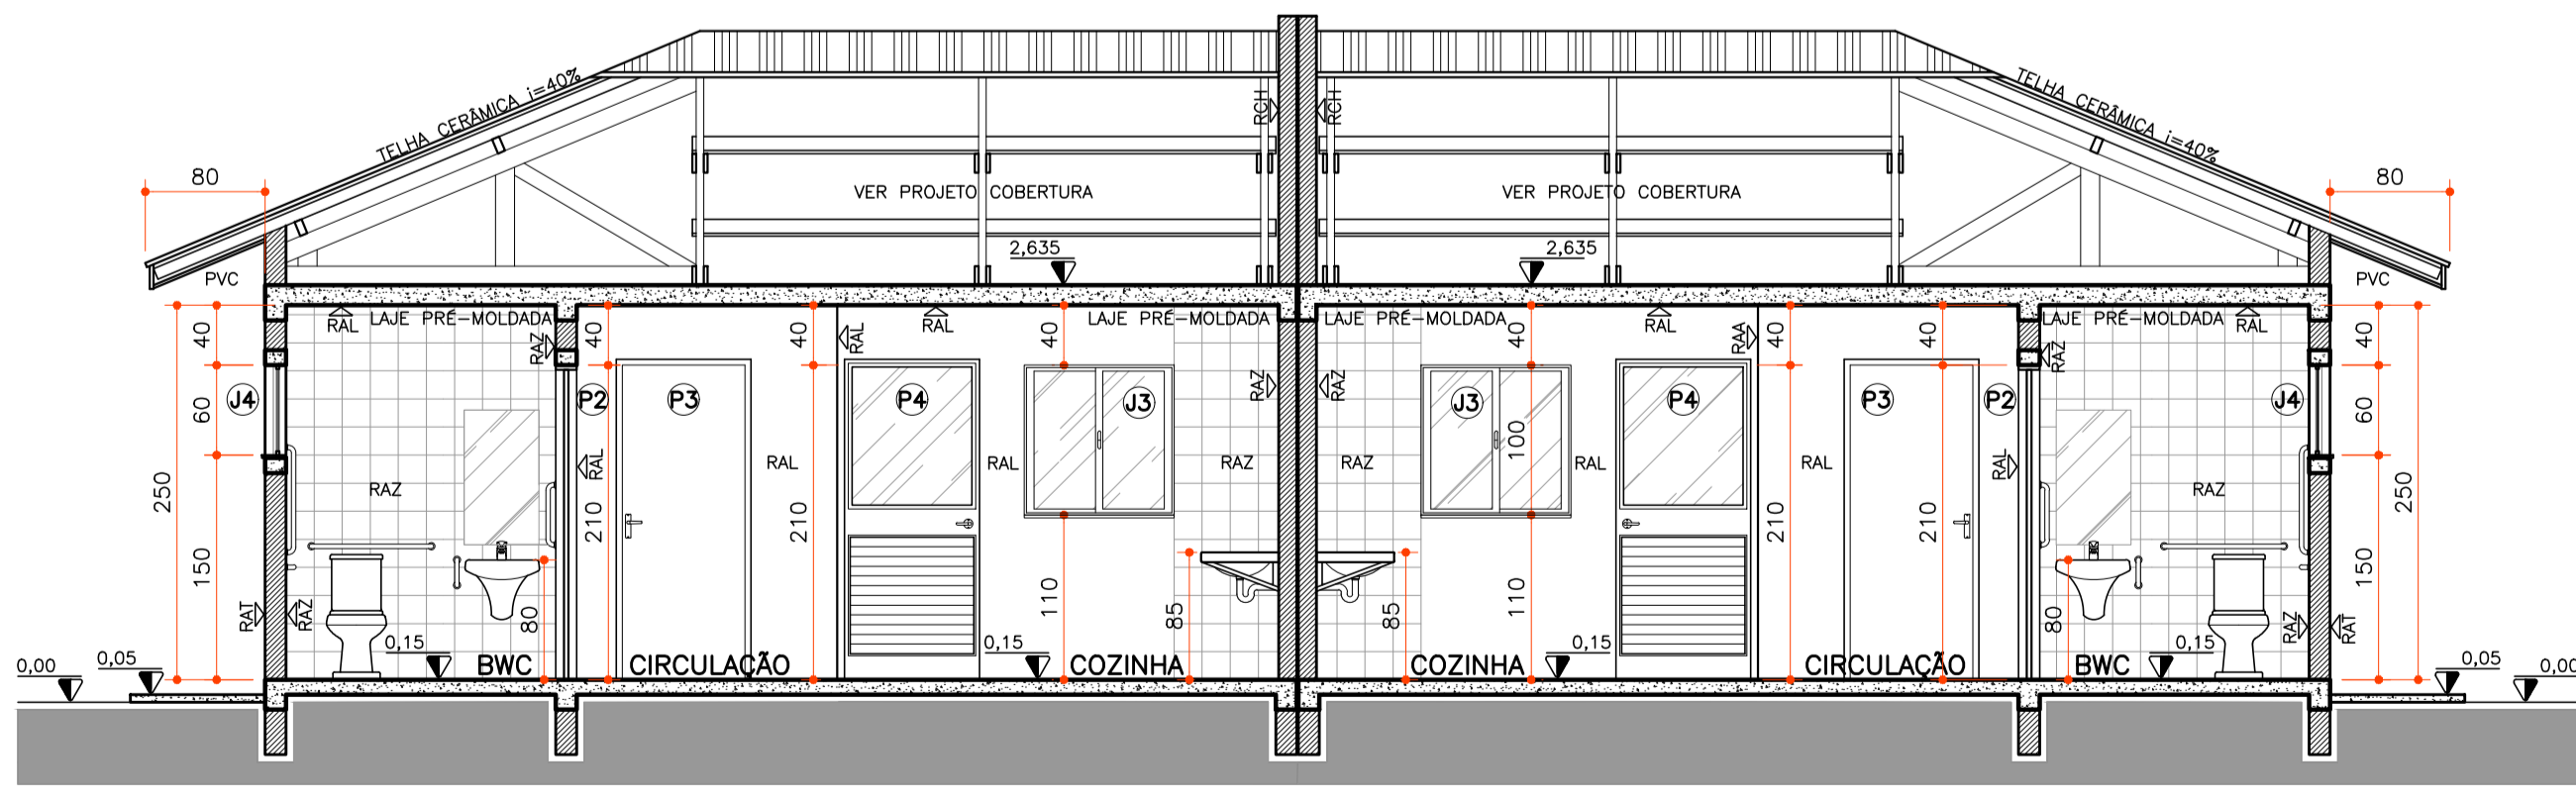 TELHA CERÂMICA i=40%
TELHA CERÂMICA i=40%
RCH
RCH
80
80
VER PROJETO COBERTURA
VER PROJETO COBERTURA
2,635
2,635
PVC
PVC
RAL
LAJE PRÉ-MOLDADA
RAL
LAJE PRÉ-MOLDADA
LAJE PRÉ-MOLDADA
RAL
LAJE PRÉ-MOLDADA
RAL
40
RAZ
40
40
RAL
40
40
RAA
40
40
RAZ
40
J4
P2
P3
P4
J3
RAZ
RAZ
J3
P4
P3
P2
J4
60
60
250
RAZ
RAL
RAL
RAL
RAZ
RAZ
100
RAL
RAL
RAL
RAZ
250
210
210
210
210
150
150
RAT
RAZ
80
110
85
85
110
80
RAZ
RAT
0,00
0,05
0,15
BWC
CIRCULAÇÃO
0,15
COZINHA
COZINHA
0,15
CIRCULAÇÃO
BWC
0,15
0,05
0,00